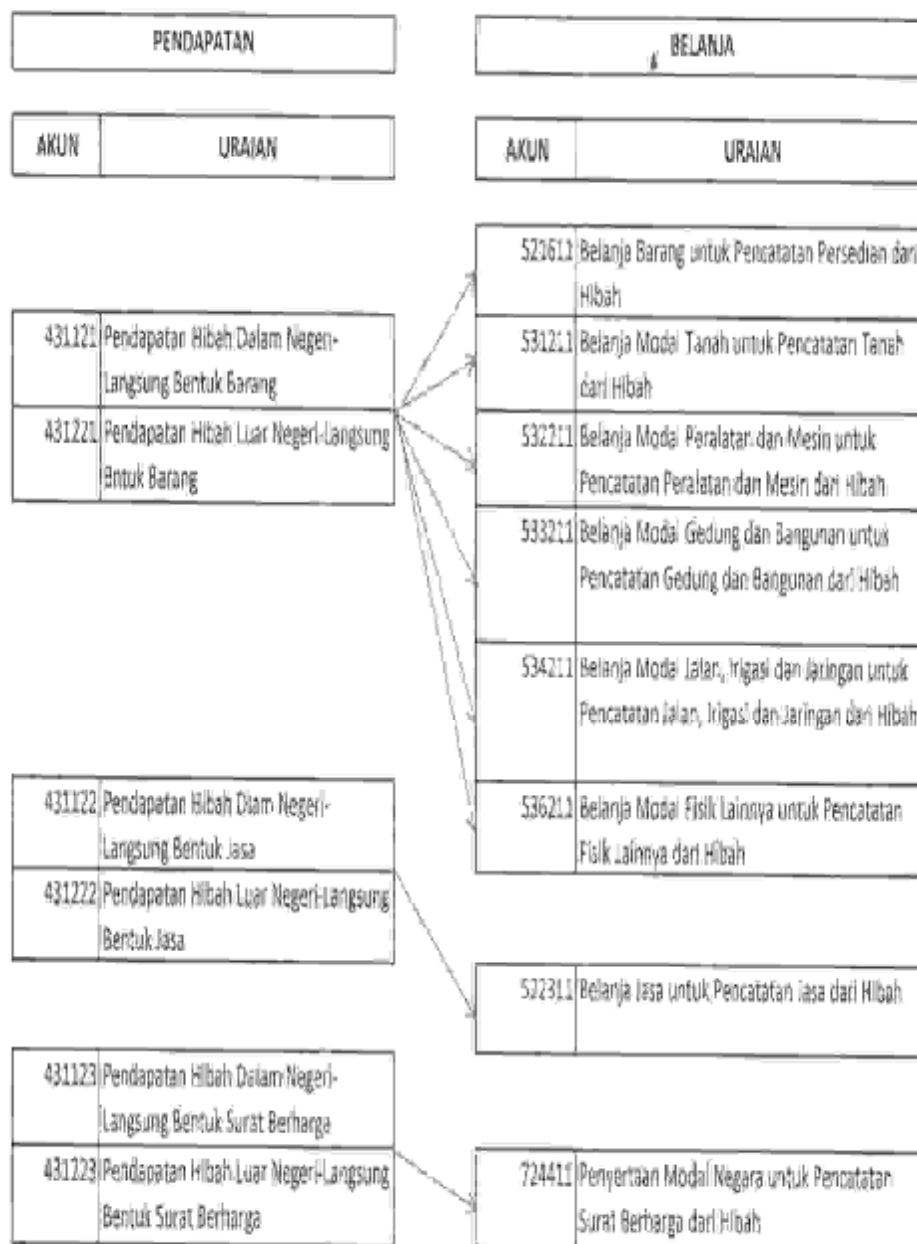 PENDAPATAN
BELANJA
AKUN URAIAN
AKUN URAIAN
431121 Pendapatan Hibah Dalam Negeri-
Langsung Bentuk Barang
431221 Pendapatan Hibah Luar Negeri-Langsung
Bntuk Barang
431122 Pendapatan Hibah Dlam Negeri-
Langsung Bentuk Jasa
431222 Pendapatan Hibah Luar Negeri-Langsung
Bentuk Jasa
431123 Pendapatan Hibah Dalam Negeri-
Langsung Bentuk Surat Berharga
431223 Pendapatan Hibah Luar Negeri-Langsung
Bentuk Surat Berharga
521611 Belanja Barang untuk Pencatatan Persedian dari
Hibah
531211 Belanja Modal Tanah untuk Pencatatan Tanah
dari Hibah
532211 Belanja Modal Peralatan dan Mesin untuk
Pencatatan Peralatan dan Mesin dari Hibah
533211 Belanja Modal Gedung dan Bangunan untuk
Pencatatan Gedung dan Bangunan dari Hibah
534211 Belanja Modal Jalan, Irigasi dan Jaringan untuk
Pencatatan Jalan, Irigasi dan Jaringan dari Hibah
536211 Belanja Modal Fisik Lainnya untuk Pencatatan
Fisik Lainnya dari Hibah
522311 Belanja Jasa untuk Pencatatan Jasa dari Hibah
724411 Penyertaan Modal Negara untuk Pencatatan
Surat Berharga dari Hibah